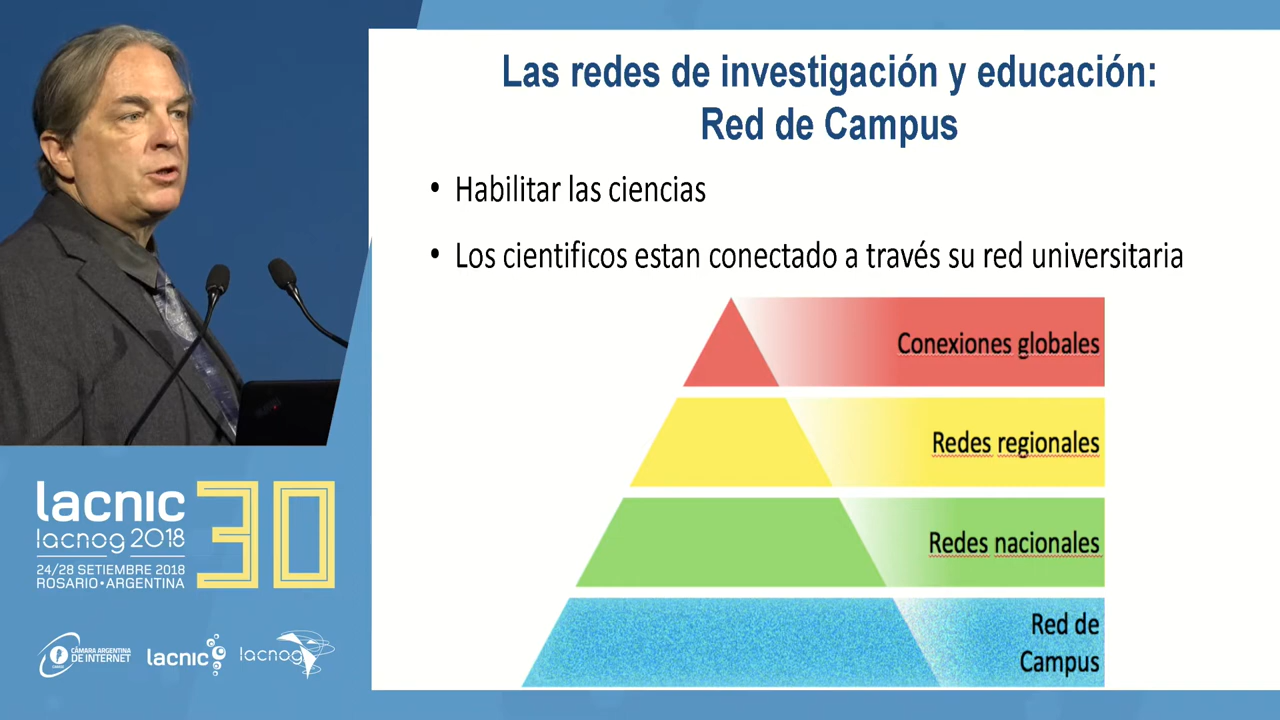 Las redes de investigación y educación:
Red de Campus
• Habilitar las ciencias
• Los cientificos estan conectado a través su red universitaria
Conexiones globales
Redes regionales
Redes nacionales
Red de
Campus
lacnic 30
lacnog 2018
24/28 SETIEMBRE 2018
ROSARIO • ARGENTINA
CÁMARA ARGENTINA
DE INTERNET
lacnic
lacnog